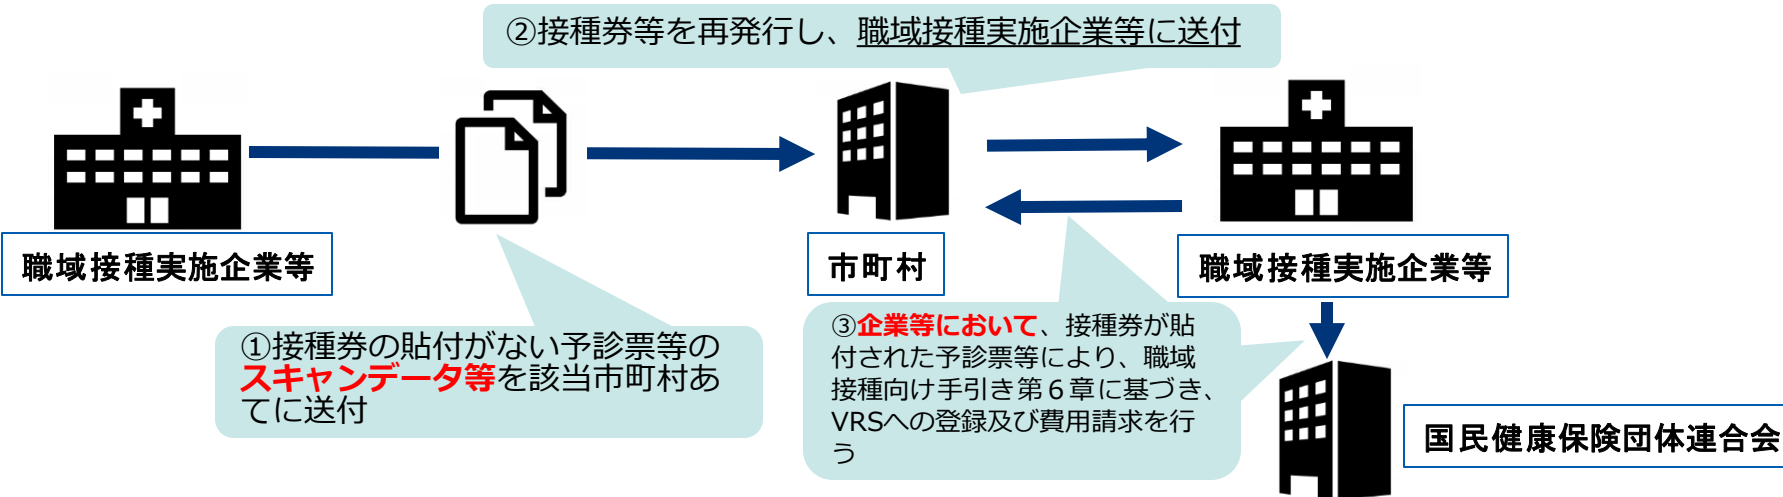 ②接種券等を再発行し、職域接種実施企業等に送付
職域接種実施企業等
市町村
職域接種実施企業等
①接種券の貼付がない予診票等の
スキャンデータ等を該当市町村あ
てに送付
③企業等において、接種券が貼
付された予診票等により、職域
接種向け手引き第６章に基づき、
VRSへの登録及び費用請求を行
う
国民健康保険団体連合会